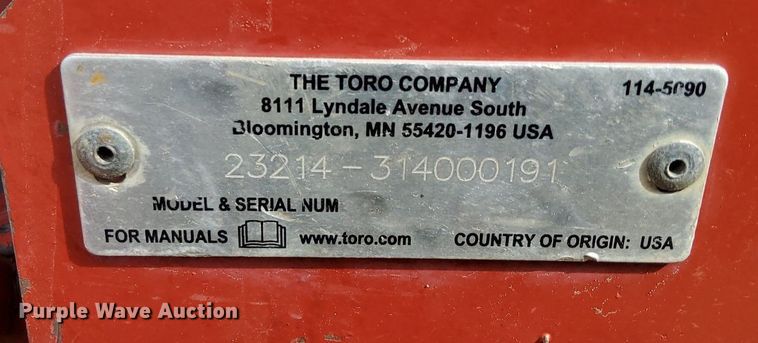 THE TORO COMPANY
114-5090
8111 Lyndale Avenue South
Bloomington, MN 55420-1196 USA
23214-314000191
MODEL & SERIAL NUM
FOR MANUALS www.toro.com COUNTRY OF ORIGIN: USA
Purple Wave Auction